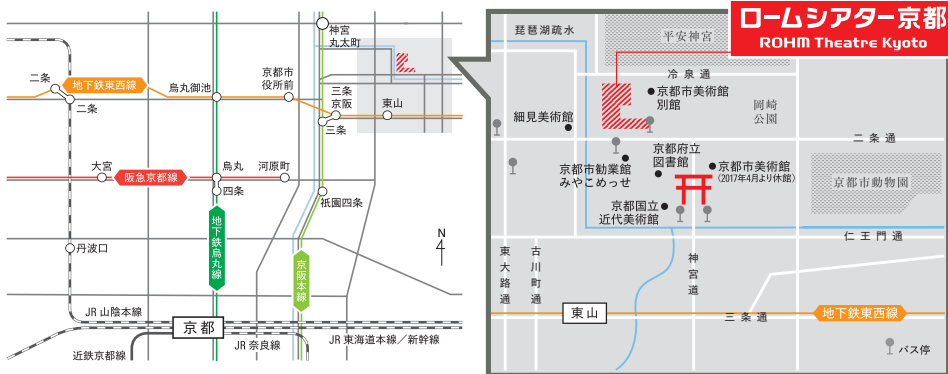 神宮
丸太町
二条
地下鉄東西線
二条
烏丸御池
京都市
役所前
三条
京阪
三条
東山
大宮
阪急京都線
烏丸
四条
河原町
祇園四条
丹波口
地下鉄烏丸線
京阪本線
N
JR 山陰本線
京都
近鉄京都線
JR 奈良線
JR 東海道本線／新幹線
ロームシアター京都
ROHM Theatre Kyoto
琵琶湖疏水
平安神宮
冷泉通
京都市美術館
別館
岡崎
公園
細見美術館
二条通
京都市勧業館
みやこめっせ
京都府立
図書館
京都市美術館
（2017年4月より休館）
京都市動物園
京都国立
近代美術館
仁王門通
東大路通
古川町通
神宮道
東山
三条通
地下鉄東西線
バス停